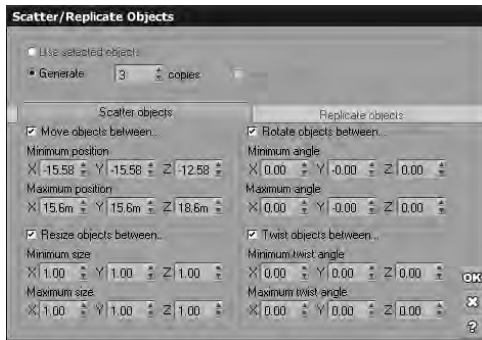 Scatter/Replicate Objects
Use selected objects
Generate 3 copies
Scatter objects Replicate objects
Move objects between... Rotate objects between...
Minimum position Minimum angle
X -15.58 Y -15.58 Z -12.58 X 0.00 Y -0.00 Z 0.00
Maximum position Maximum angle
X 15.6m Y 15.6m Z 18.6m X 0.00 Y -0.00 Z 0.00
Resize objects between... Twist objects between...
Minimum size Minimum twist angle
X 1.00 Y 1.00 Z 1.00 X 0.00 Y 0.00 Z 0.00
Maximum size Maximum twist angle
X 1.00 Y 1.00 Z 1.00 X 0.00 Y 0.00 Z 0.00
OK
?